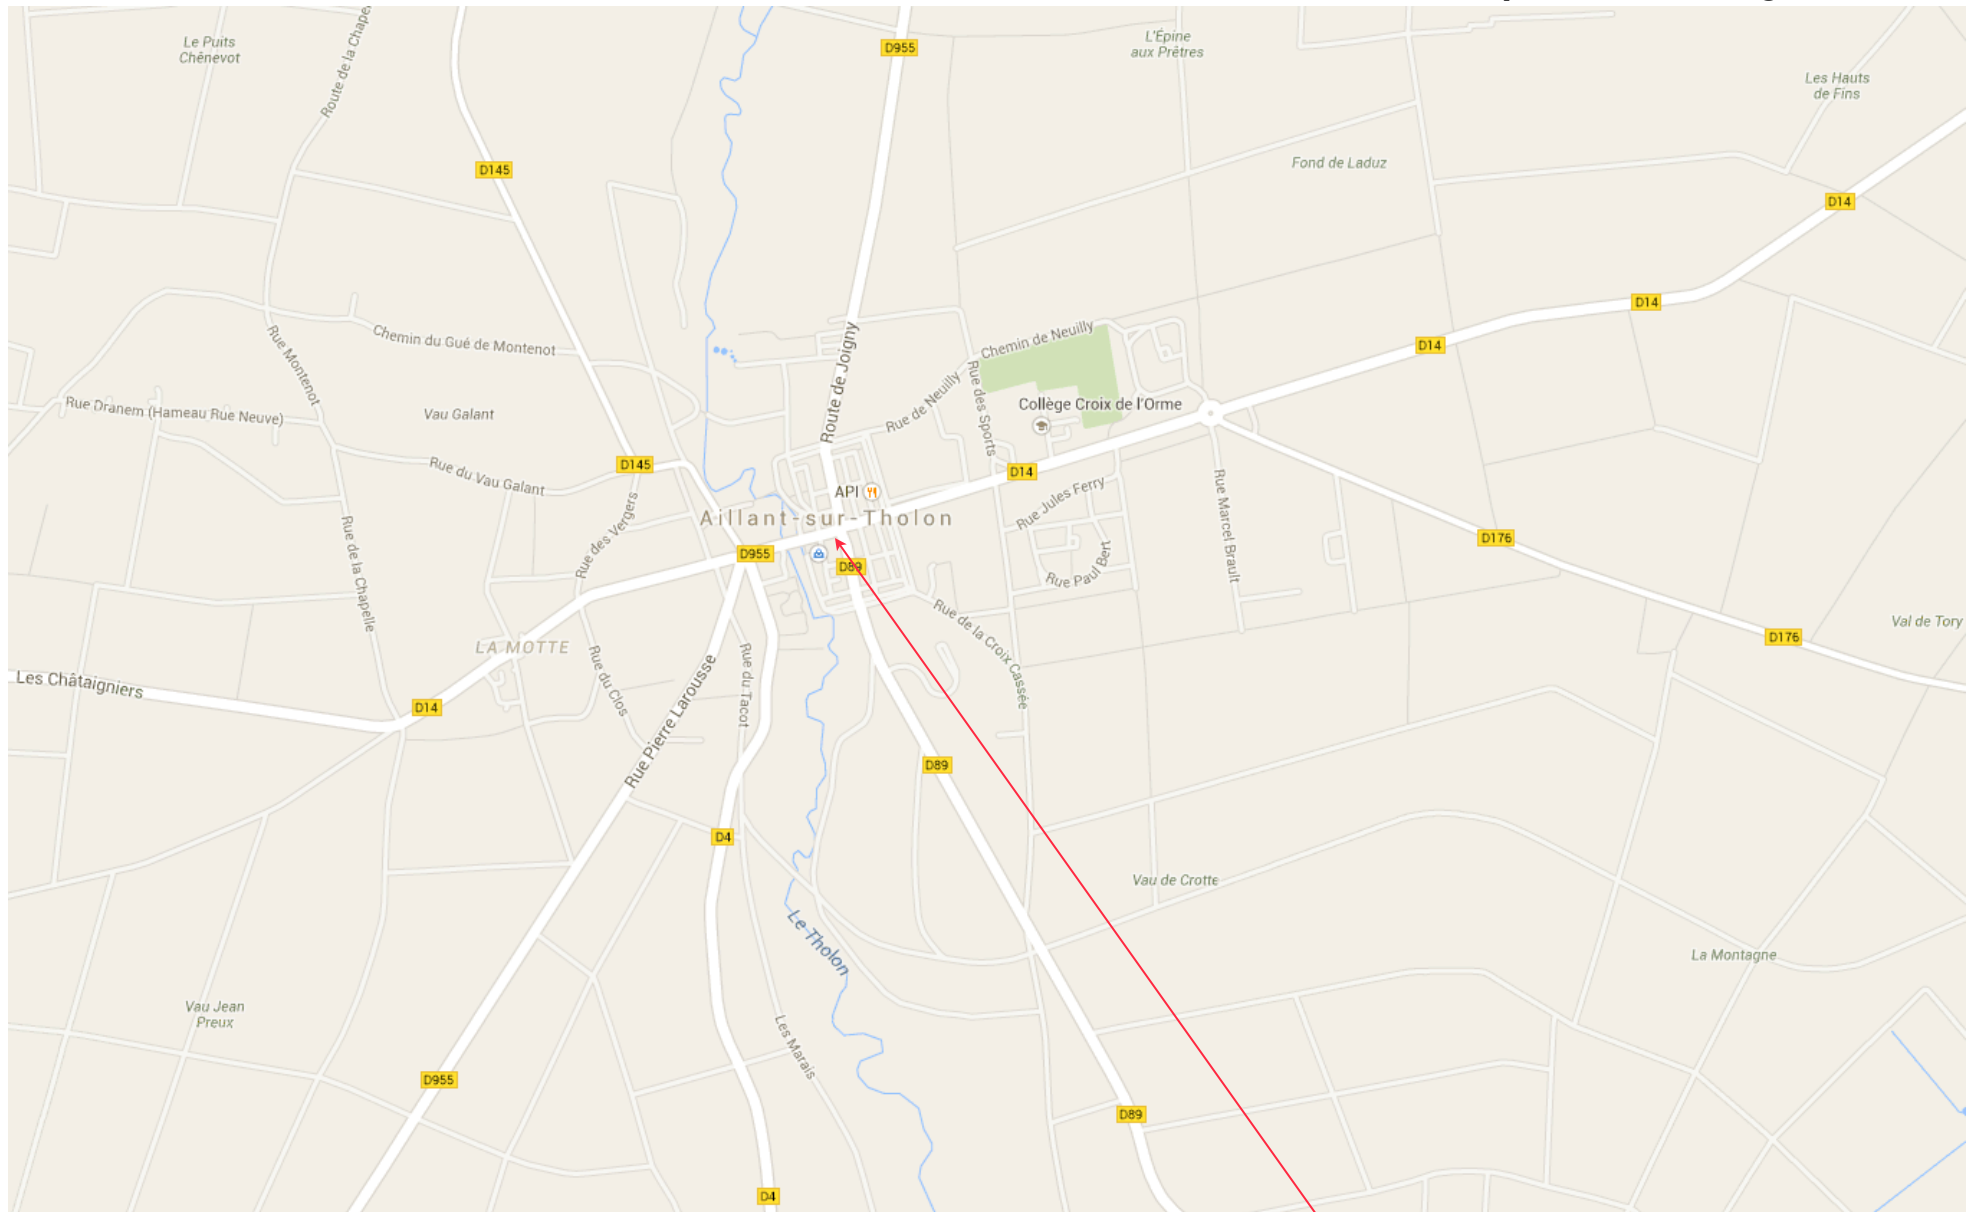 Le Puits
Chênevot
Route de la Chapel
D955
L'Épine
aux Prêtres
Les Hauts
de Fins
D145
Fond de Laduz
D14
D14
Chemin du Gué de Montenot
Rue Montenot
Route de Joigny
Chemin de Neuilly
D14
Rue de Neuilly
Rue des Sports
Rue Dranem (Hameau Rue Neuve)
Vau Galant
Collège Croix de l'Orme
D145
Rue du Vau Galant
D14
API
Rue Jules Ferry
Rue Marcel Brault
Aillant-sur-Tholon
Rue des Vergers
Rue de la Chapelle
D955
D89
Rue Paul Bert
D176
Rue de la Croix Cassée
Val de Tory
D176
LA MOTTE
Les Châtaigniers
Rue du Clos
Rue Pierre Larousse
Rue du Tacot
D14
D89
D4
Vau de Crotte
Le Tholon
La Montagne
Vau Jean
Preux
Les Marais
D955
D89
D4